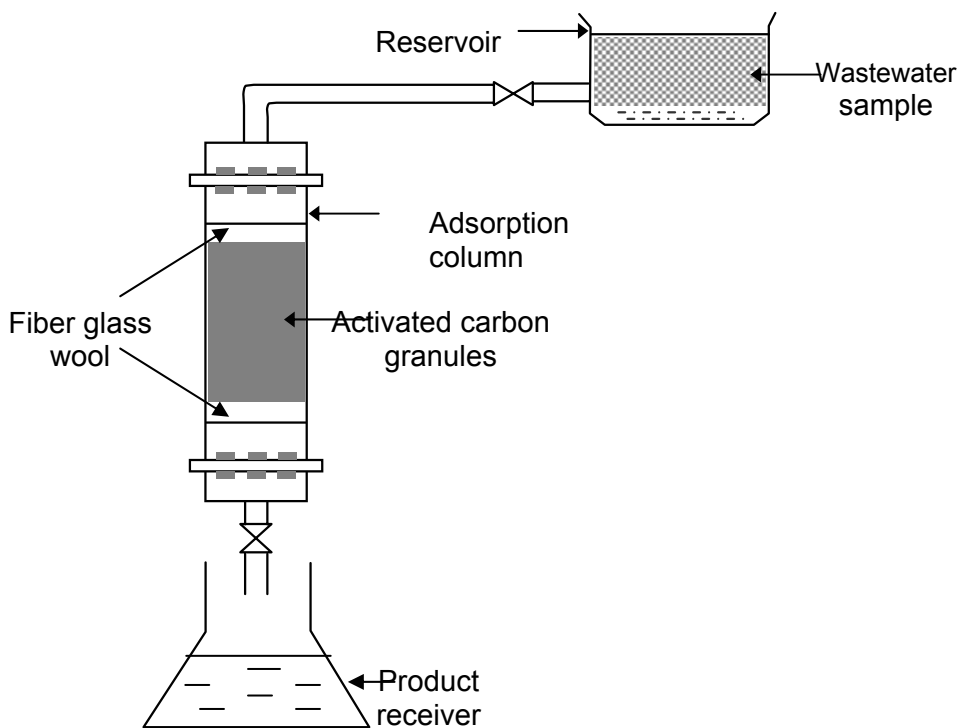 Reservoir
Wastewater
sample
Adsorption
column
Fiber glass
wool
Activated carbon
granules
Product
receiver